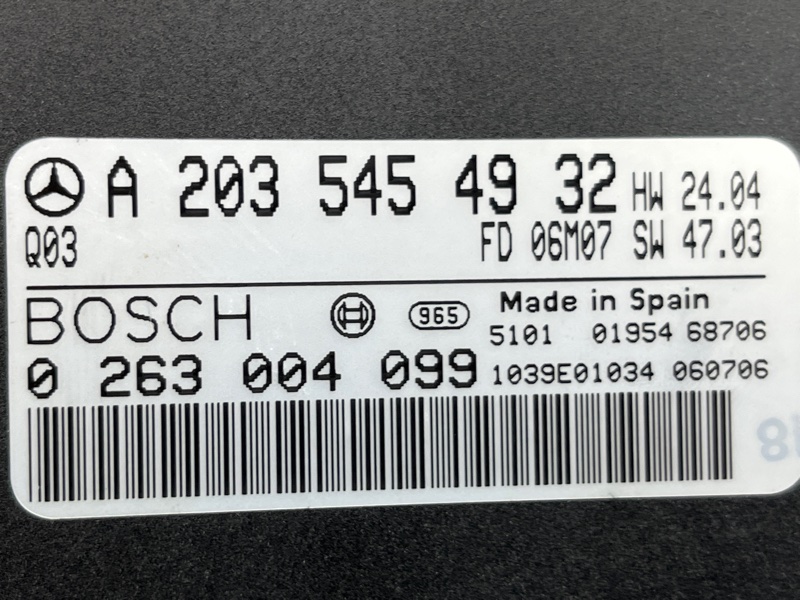 A 203 545 49 32 HW 24.04
Q03 FD 06M07 SW 47.03
BOSCH 965 Made in Spain
5101 01954 68706
0 263 004 099 1039E01034 060706